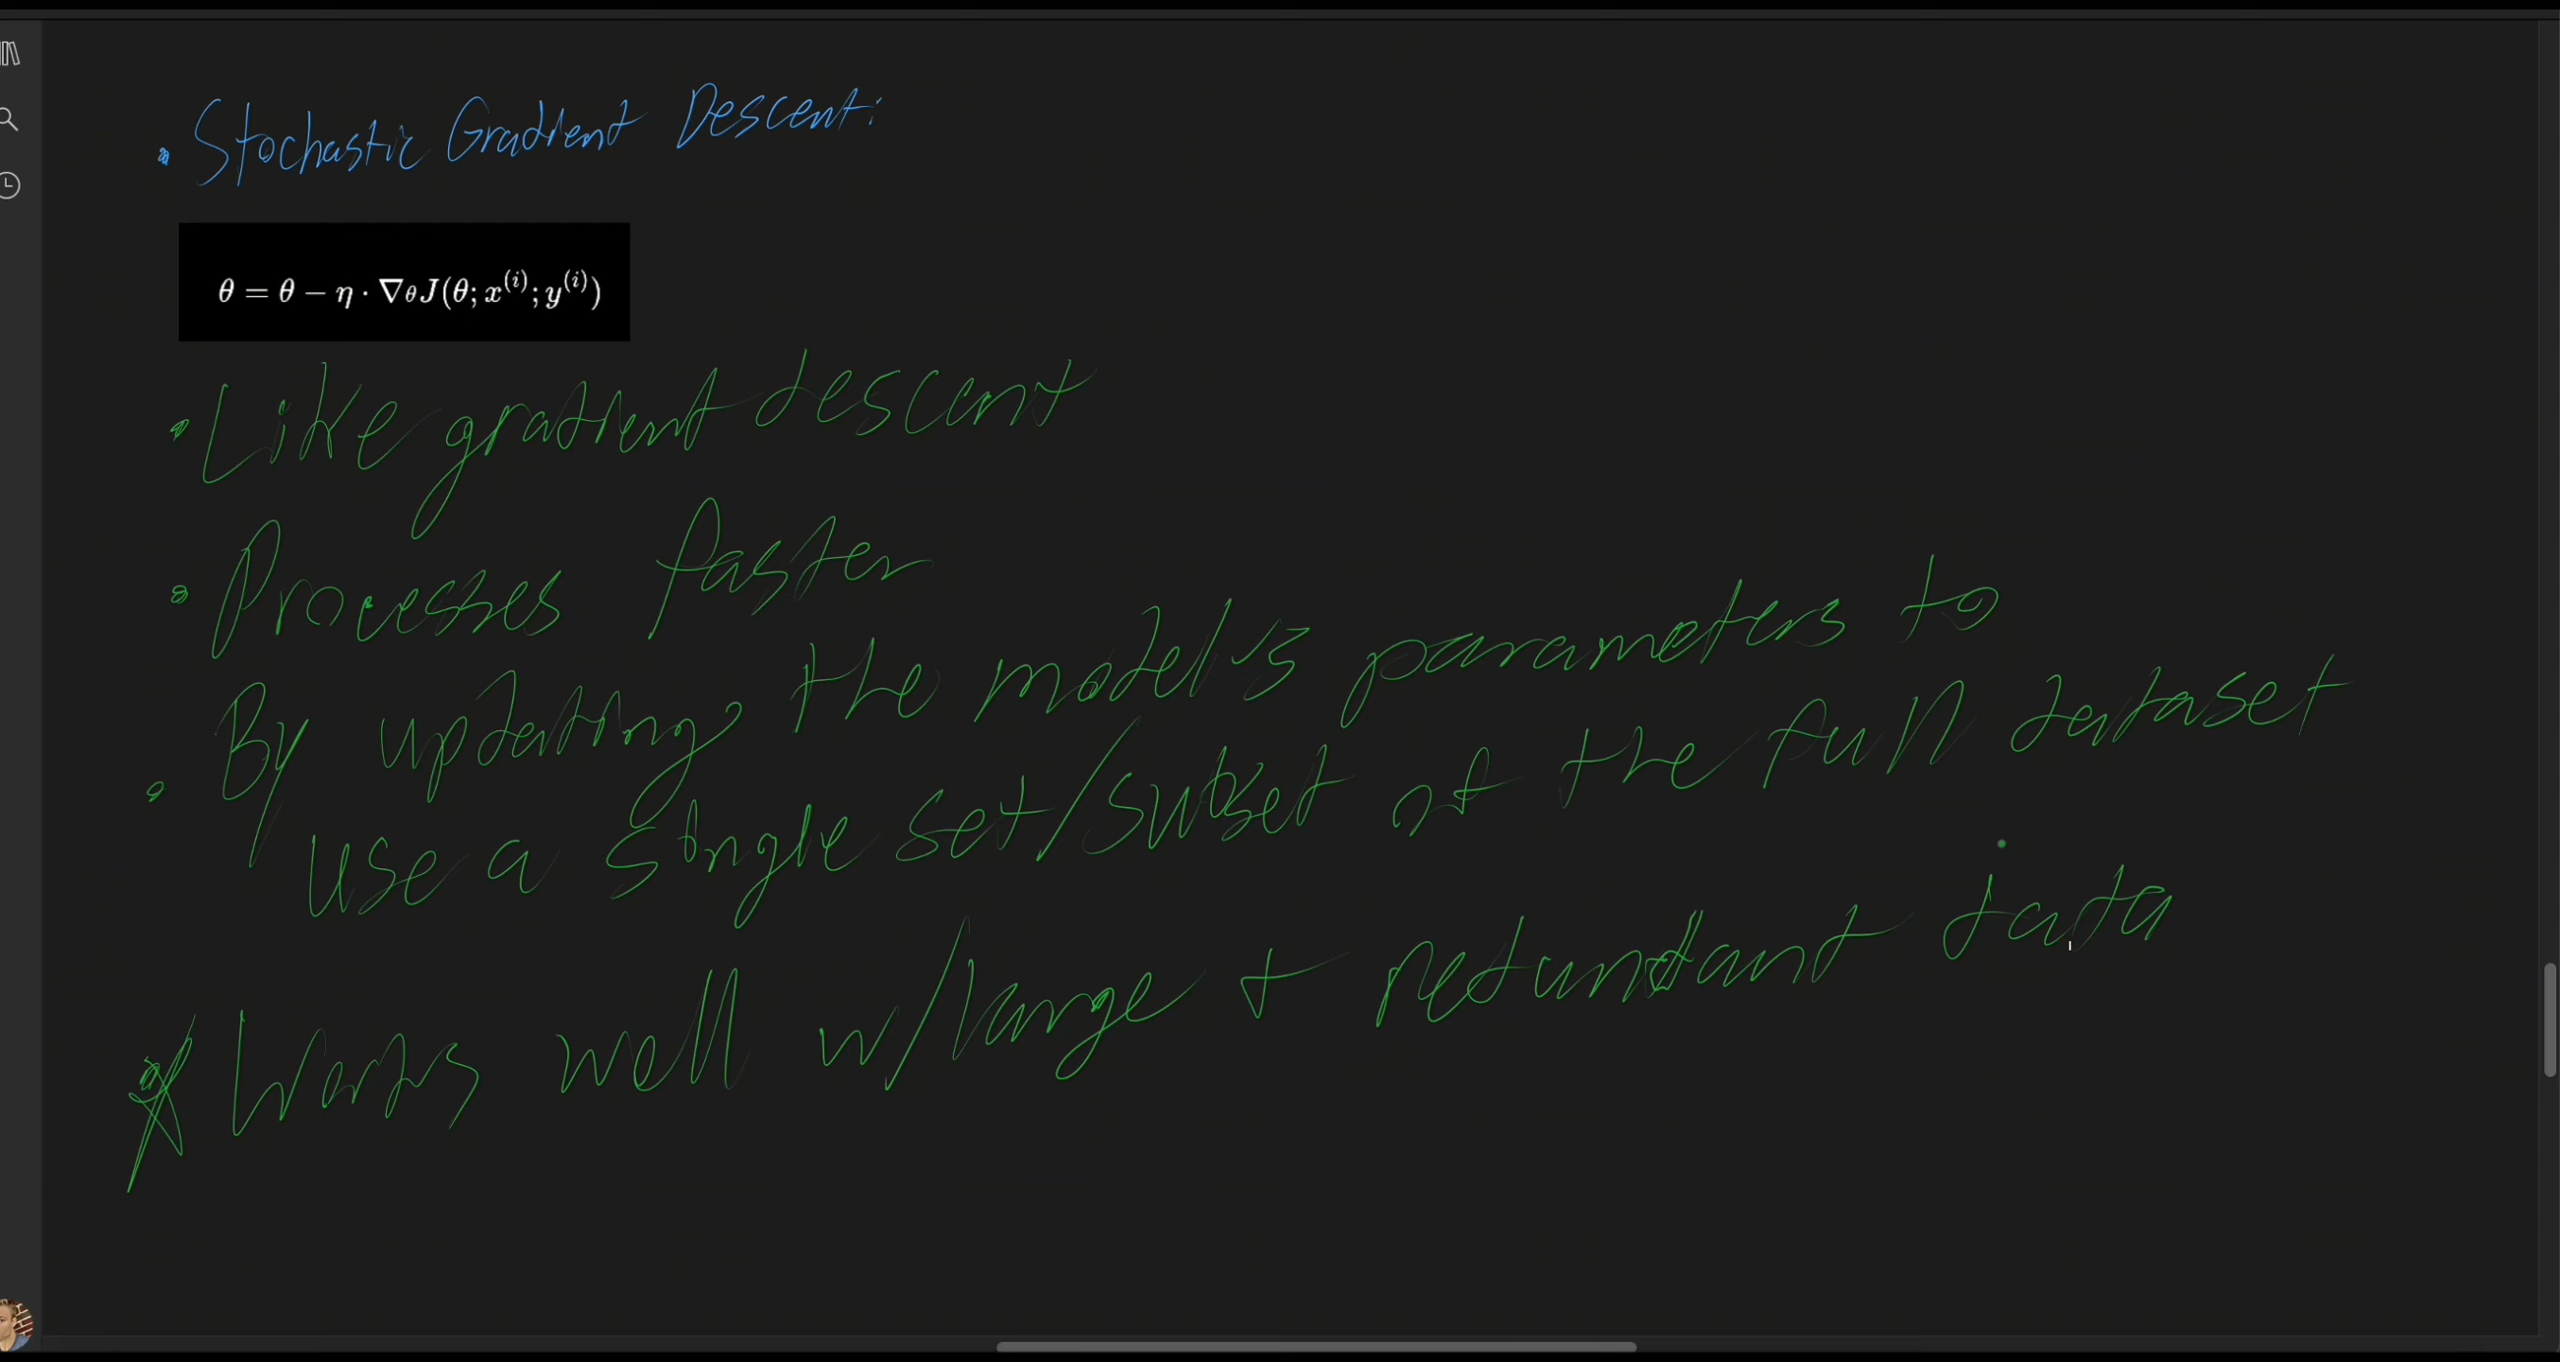 • Stochastic Gradient Descent:
θ = θ − η · ∇θJ(θ; x^(i); y^(i))
• Like gradient descent
• Processes faster
• By updating the model's parameters to
use a single set/subset of the full dataset
* Works well w/large + redundant data